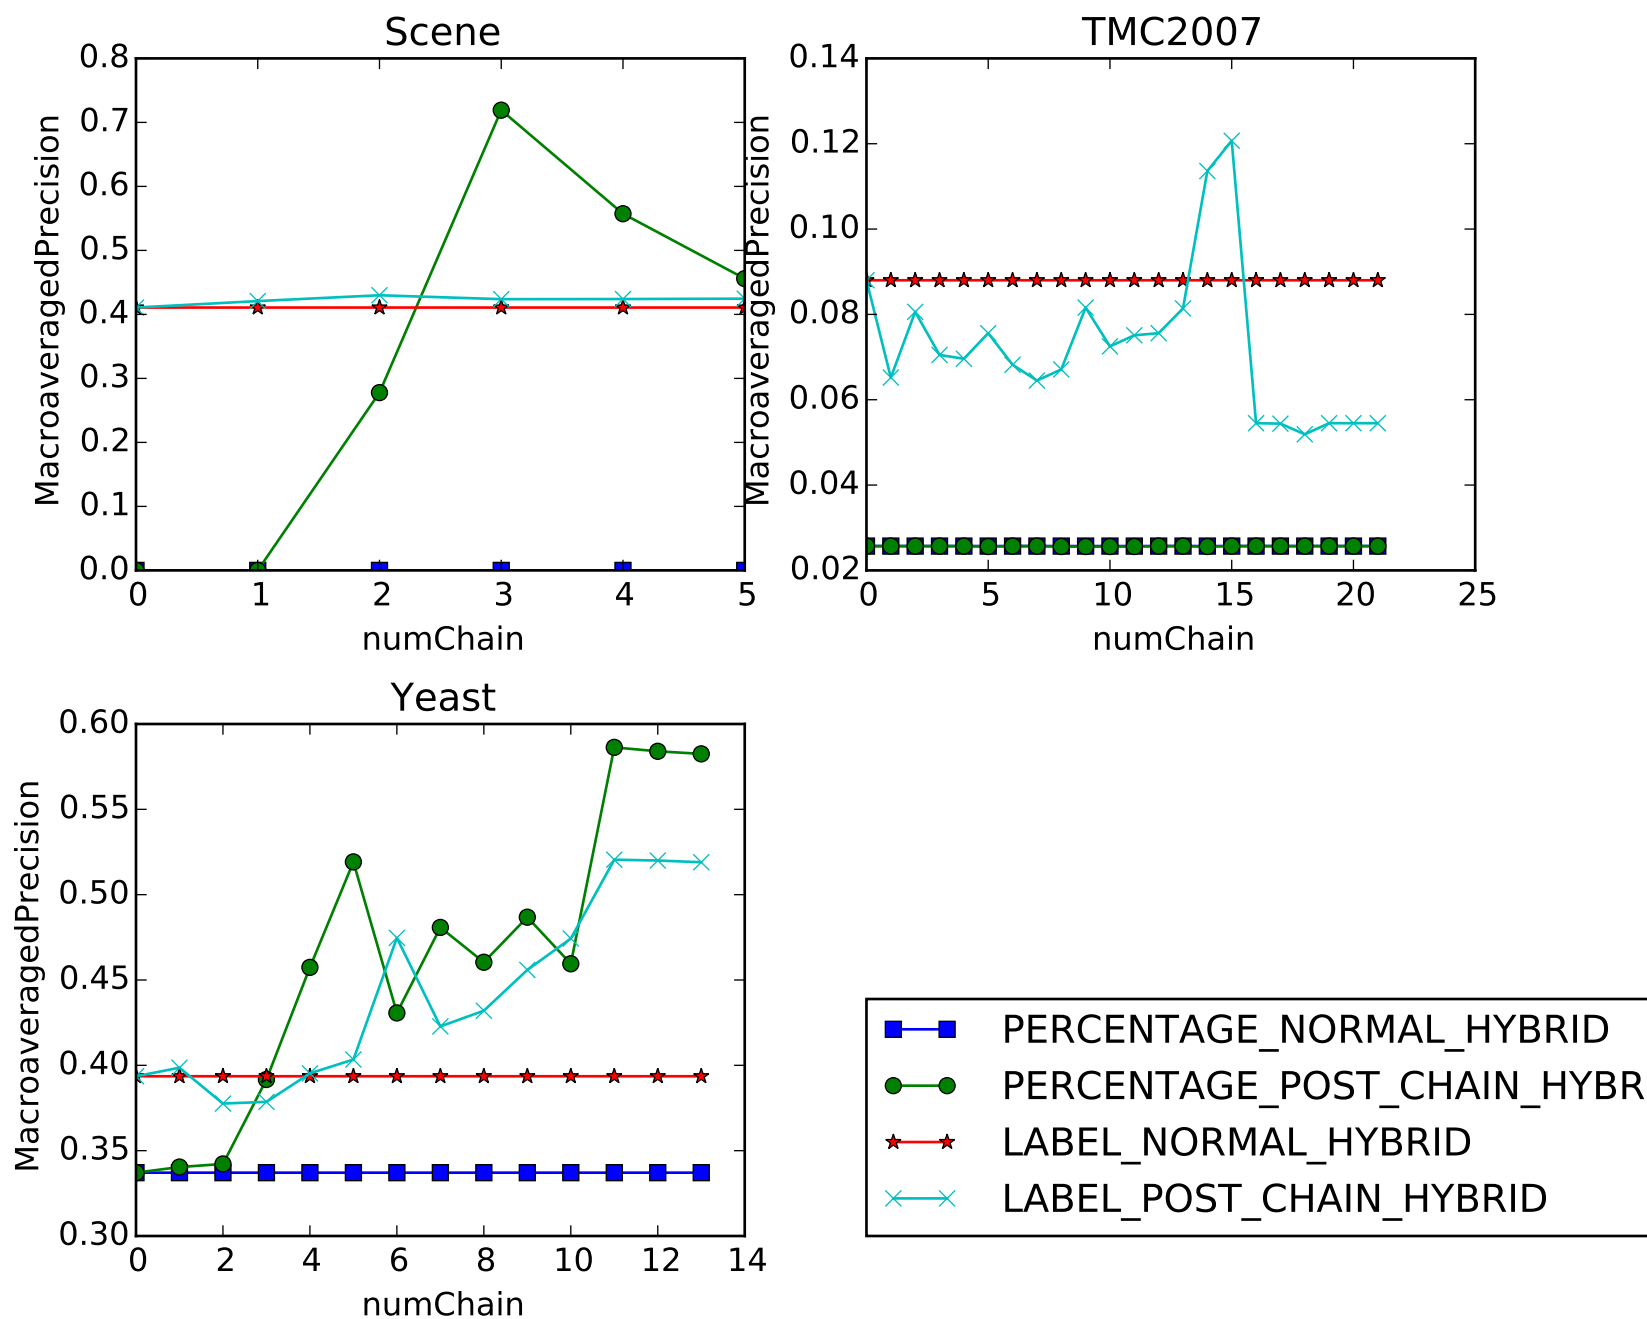 Scene
0.8
0.7
0.6
0.5
0.4
0.3
0.2
0.1
0.0
MacroaveragedPrecision
0 1 2 3 4 5
numChain
TMC2007
0.14
0.12
0.10
0.08
0.06
0.04
0.02
MacroaveragedPrecision
0 5 10 15 20 25
numChain
Yeast
0.60
0.55
0.50
0.45
0.40
0.35
0.30
MacroaveragedPrecision
0 2 4 6 8 10 12 14
numChain
PERCENTAGE_NORMAL_HYBRID
PERCENTAGE_POST_CHAIN_HYBR
LABEL_NORMAL_HYBRID
LABEL_POST_CHAIN_HYBRID